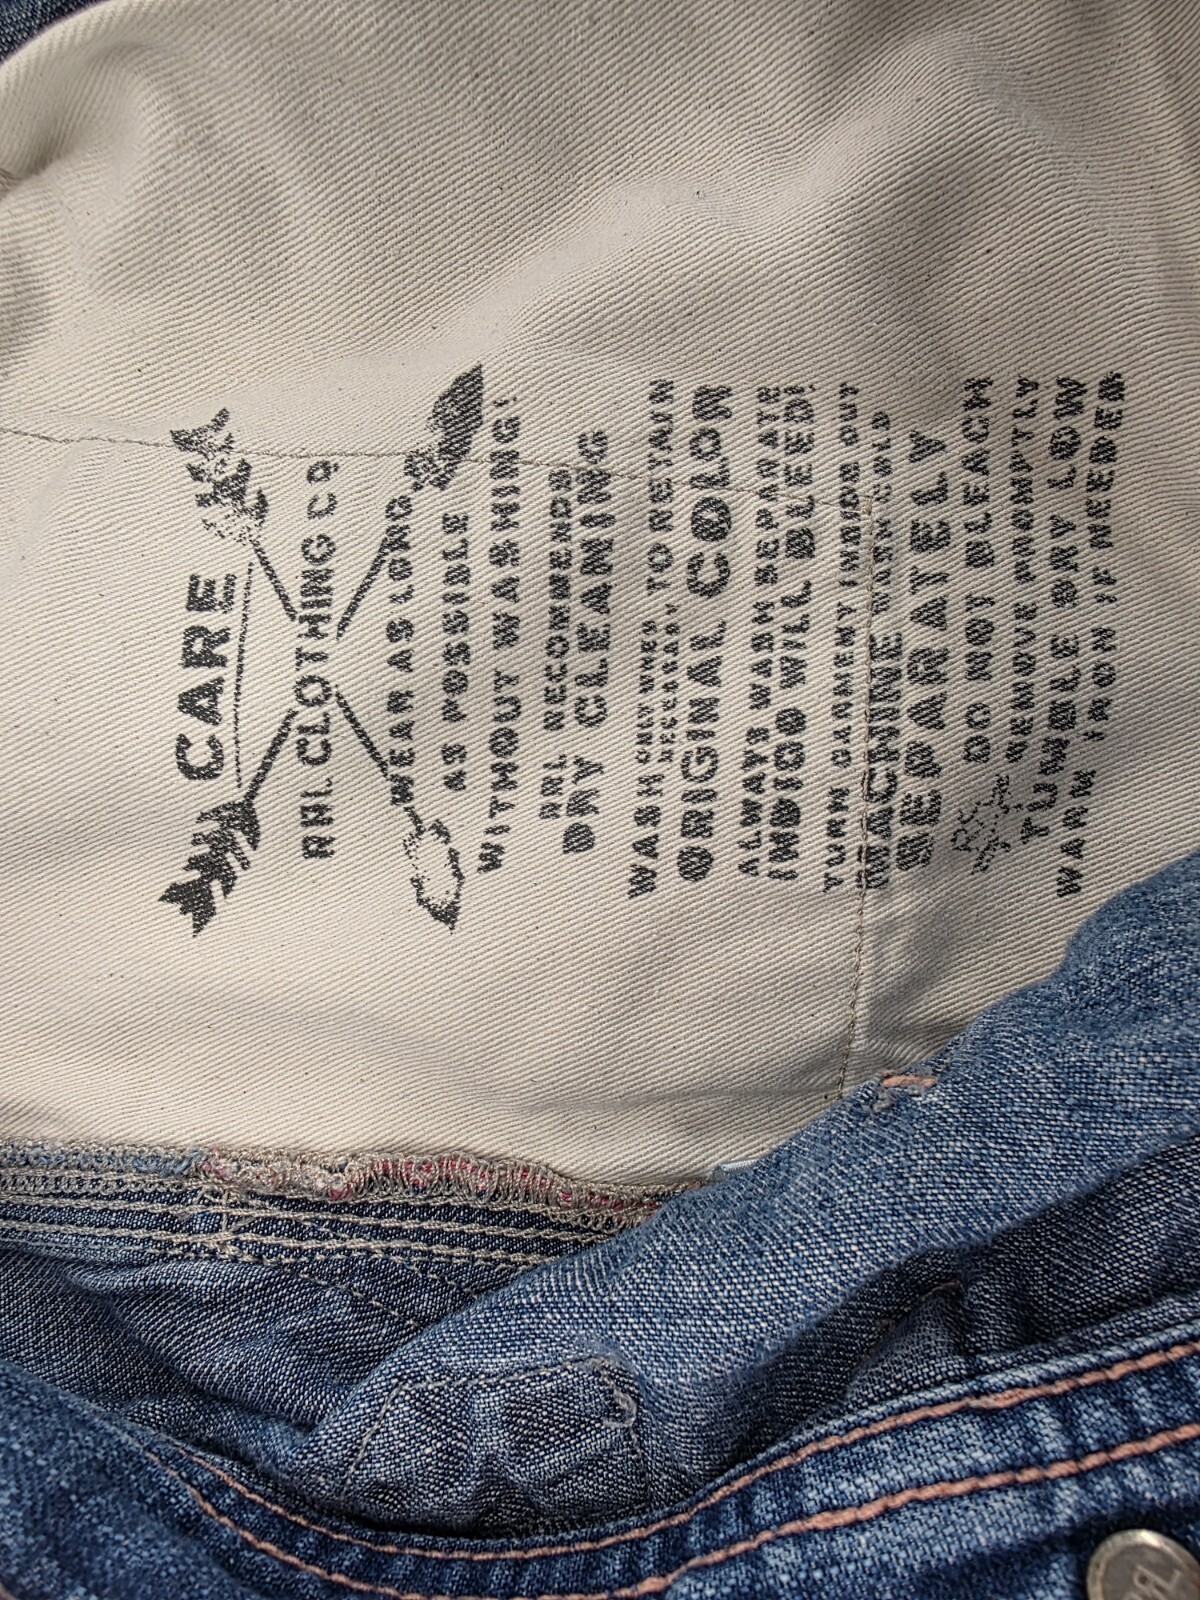 CARE
RRL CLOTHING CO
WEAR AS LONG
AS POSSIBLE
WITHOUT WASHING!
RRL RECOMMENDS
DRY CLEANING
WASH ONLY WHEN
NECESSARY TO RETAIN
ORIGINAL COLOR
ALWAYS WASH SEPARATE
INDIGO WILL BLEED!
TURN GARMENT INSIDE OUT
MACHINE WASH COLD
SEPARATELY
DO NOT BLEACH
REMOVE PROMPTLY
TUMBLE DRY LOW
WARM IRON IF NEEDED